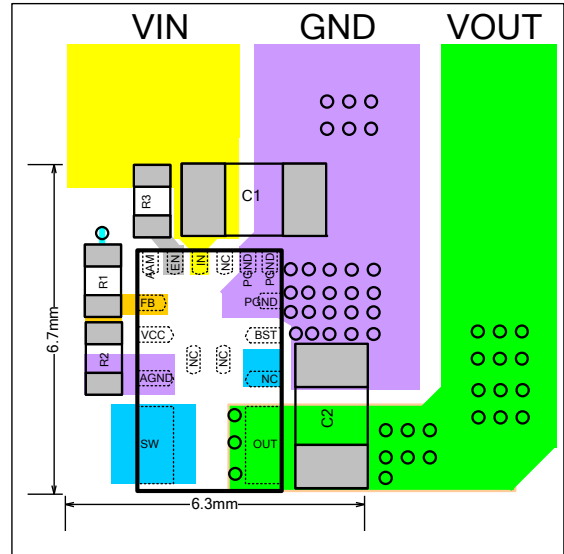 VIN GND VOUT
R3 C1
AAM EN IN NC PGND PGND
R1 FB PGND
VCC BST
6.7mm R2 NC NC
AGND NC
C2
SW OUT
6.3mm